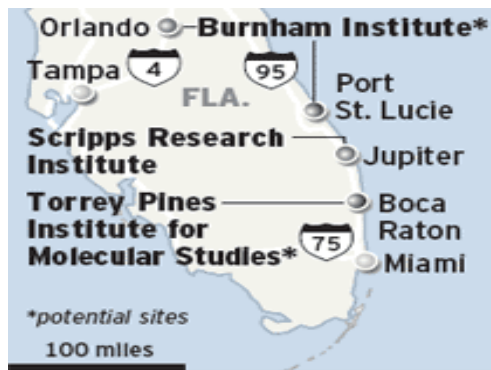 Orlando
Burnham Institute*
Tampa
4
95
FLA.
Port
St. Lucie
Scripps Research
Institute
Jupiter
Torrey Pines
Institute for
Molecular Studies*
Boca
Raton
75
Miami
*potential sites
100 miles